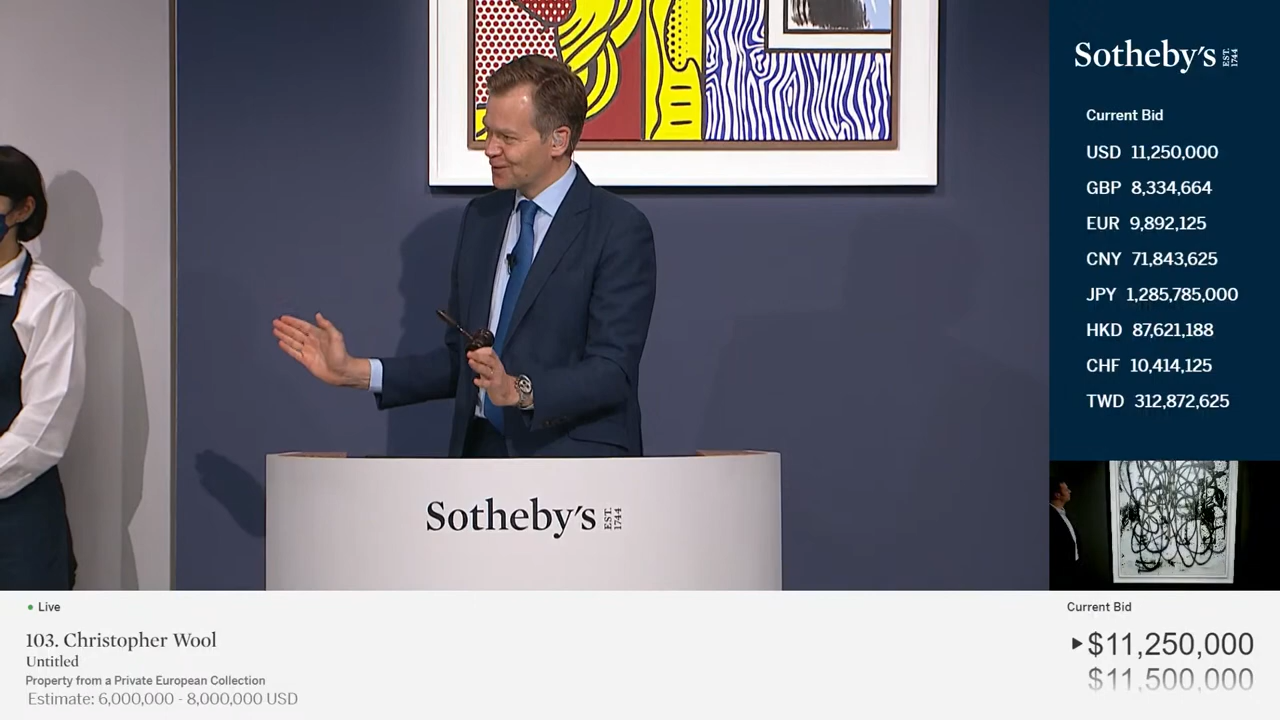 Sotheby's EST. 1744
Current Bid
USD 11,250,000
GBP 8,334,664
EUR 9,892,125
CNY 71,843,625
JPY 1,285,785,000
HKD 87,621,188
CHF 10,414,125
TWD 312,872,625
Sotheby's EST. 1744
Live
103. Christopher Wool
Untitled
Property from a Private European Collection
Estimate: 6,000,000 - 8,000,000 USD
Current Bid
$11,250,000
$11,500,000